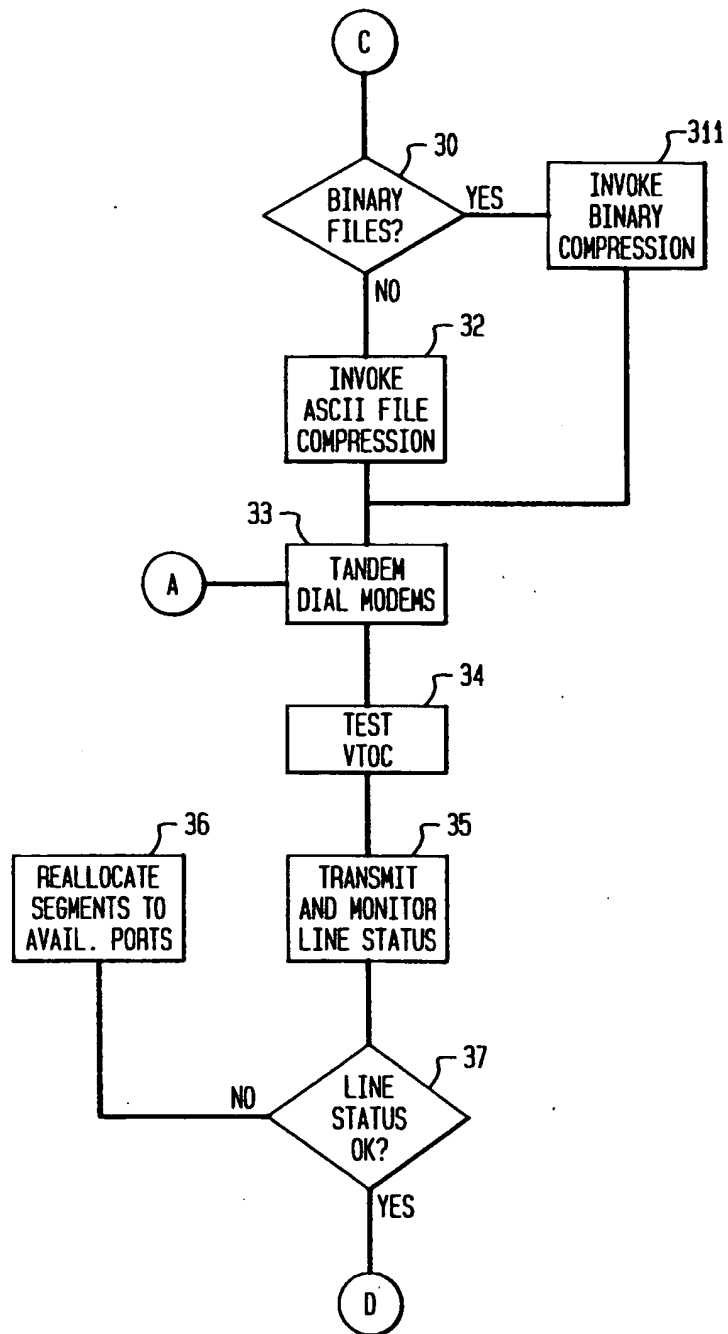 C
30
BINARY
FILES?
YES
311
INVOKE
BINARY
COMPRESSION
NO
32
INVOKE
ASCII FILE
COMPRESSION
33
A
TANDEM
DIAL MODEMS
34
TEST
VTOC
36
REALLOCATE
SEGMENTS TO
AVAIL. PORTS
35
TRANSMIT
AND MONITOR
LINE STATUS
37
NO
LINE
STATUS
OK?
YES
D